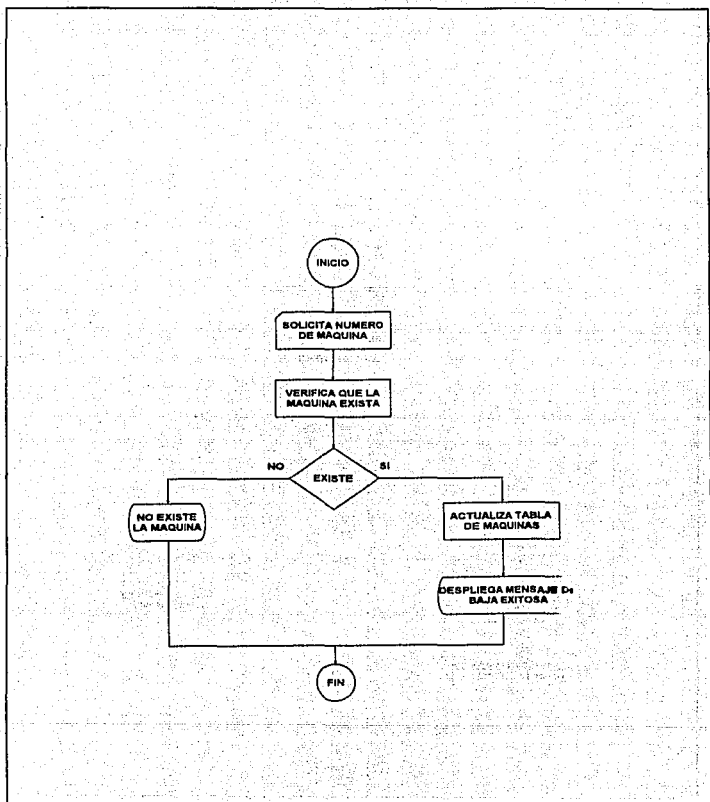 INICIO
SOLICITA NUMERO
DE MAQUINA
VERIFICA QUE LA
MAQUINA EXISTA
NO
EXISTE
SI
NO EXISTE
LA MAQUINA
ACTUALIZA TABLA
DE MAQUINAS
DESPLIEGA MENSAJE
BAJA EXITOSA
FIN